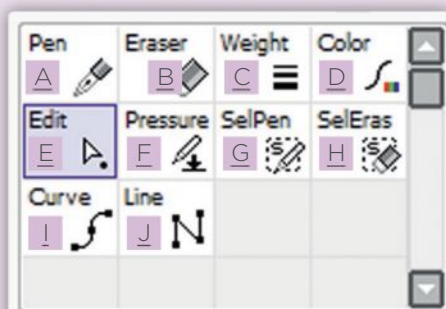 Pen Eraser Weight Color
A B C D
Edit Pressure SelPen SelEras
E F G H
Curve Line
I J